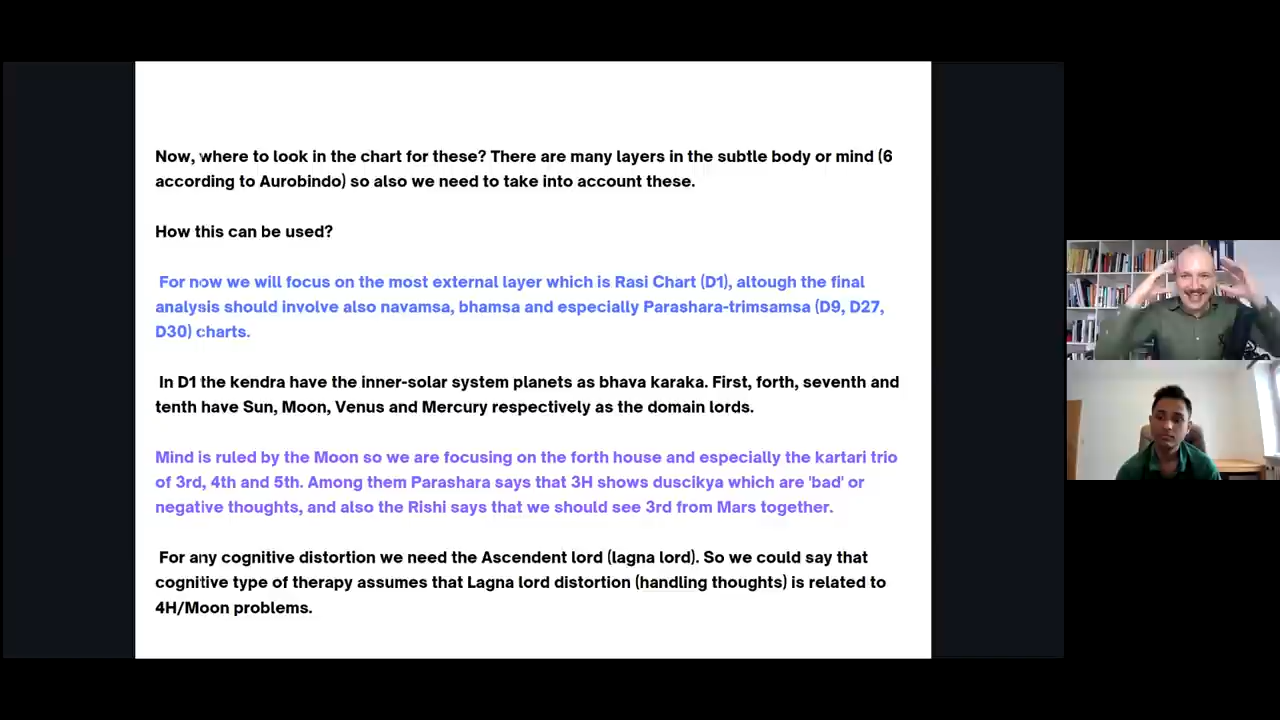 Now, where to look in the chart for these? There are many layers in the subtle body or mind (6
according to Aurobindo) so also we need to take into account these.
How this can be used?
For now we will focus on the most external layer which is Rasi Chart (D1), altough the final
analysis should involve also navamsa, bhamsa and especially Parashara-trimsamsa (D9, D27,
D30) charts.
In D1 the kendra have the inner-solar system planets as bhava karaka. First, forth, seventh and
tenth have Sun, Moon, Venus and Mercury respectively as the domain lords.
Mind is ruled by the Moon so we are focusing on the forth house and especially the kartari trio
of 3rd, 4th and 5th. Among them Parashara says that 3H shows duscikya which are 'bad' or
negative thoughts, and also the Rishi says that we should see 3rd from Mars together.
For any cognitive distortion we need the Ascendent lord (lagna lord). So we could say that
cognitive type of therapy assumes that Lagna lord distortion (handling thoughts) is related to
4H/Moon problems.